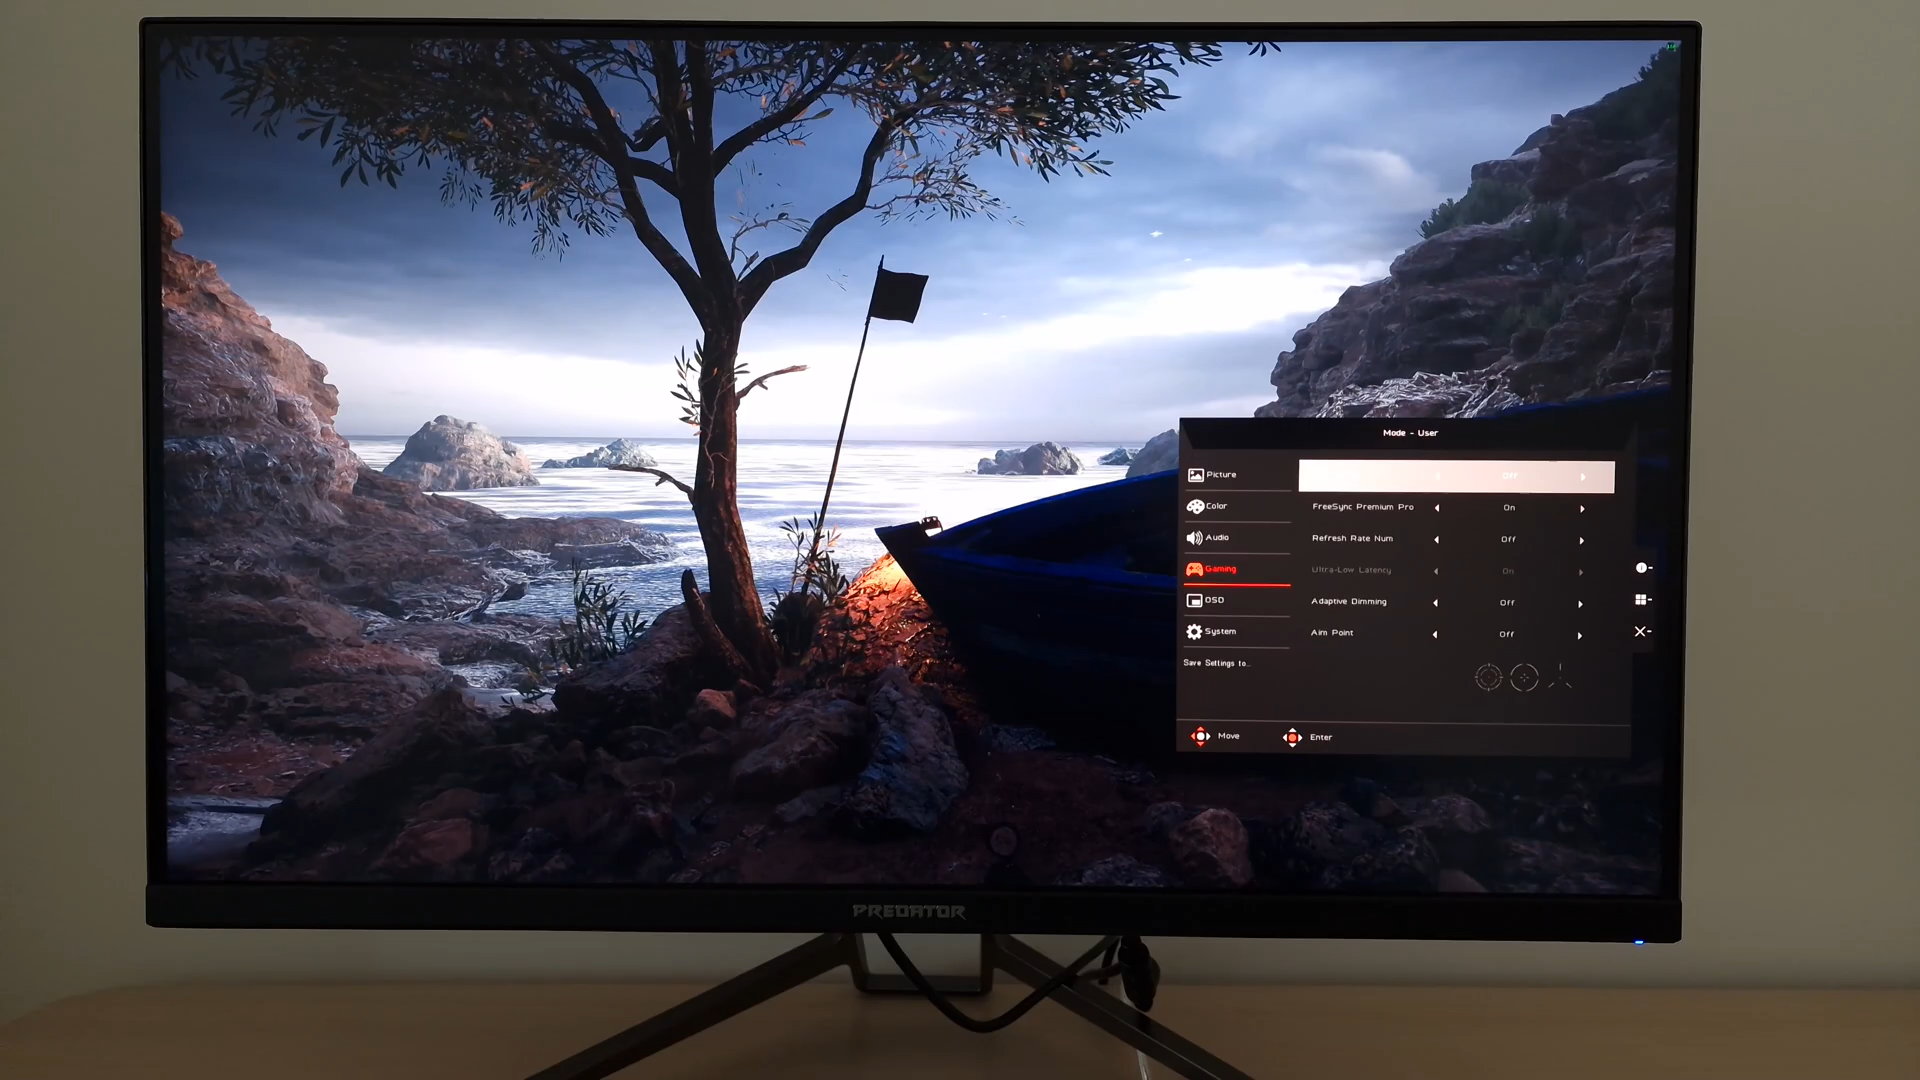 Mode - User
Picture
Off
Color
FreeSync Premium Pro
On
Refresh Rate Num
Off
Audio
Gaming
Ultra-Low Latency
On
OSD
Adaptive Dimming
Off
System
Aim Point
Off
Save Settings to..
Move
Enter
PREDATOR